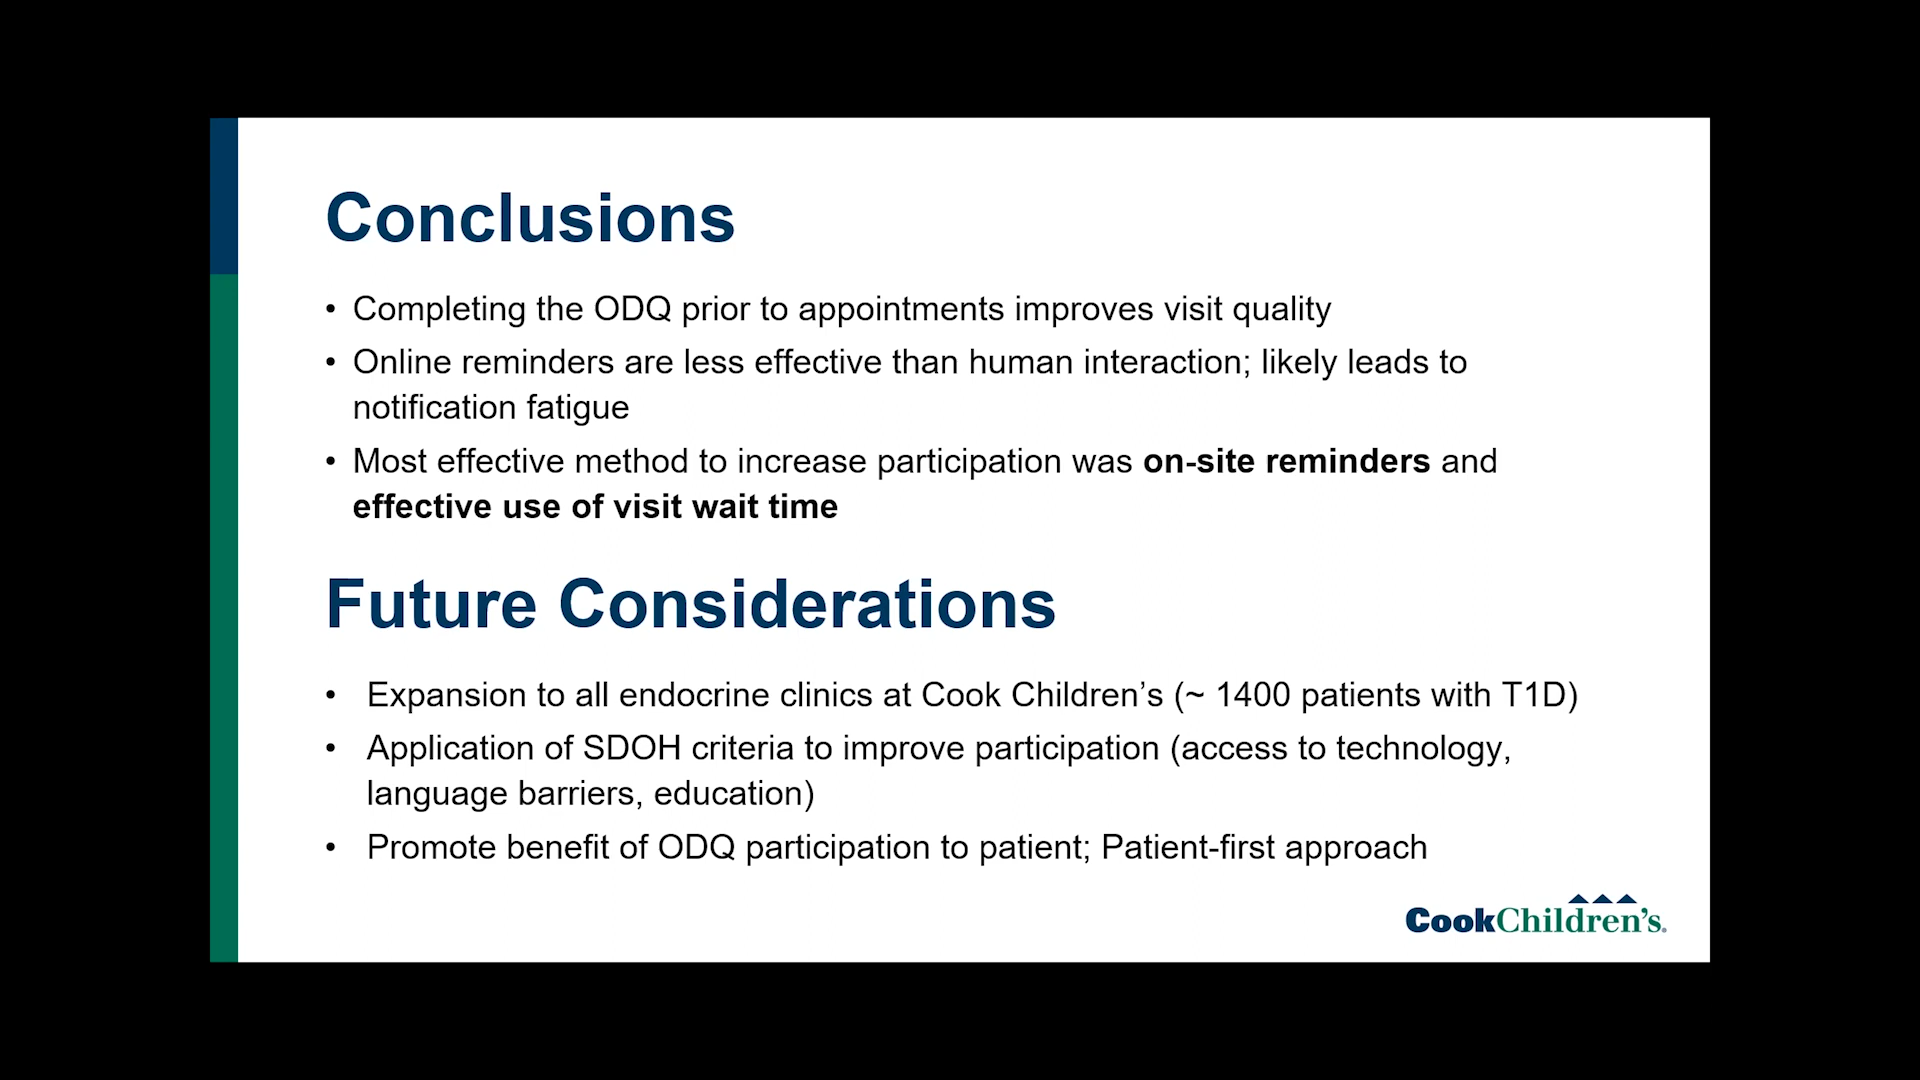 Conclusions
• Completing the ODQ prior to appointments improves visit quality
• Online reminders are less effective than human interaction; likely leads to
notification fatigue
• Most effective method to increase participation was on-site reminders and
effective use of visit wait time
Future Considerations
• Expansion to all endocrine clinics at Cook Children’s (~ 1400 patients with T1D)
• Application of SDOH criteria to improve participation (access to technology,
language barriers, education)
• Promote benefit of ODQ participation to patient; Patient-first approach
CookChildren’s.